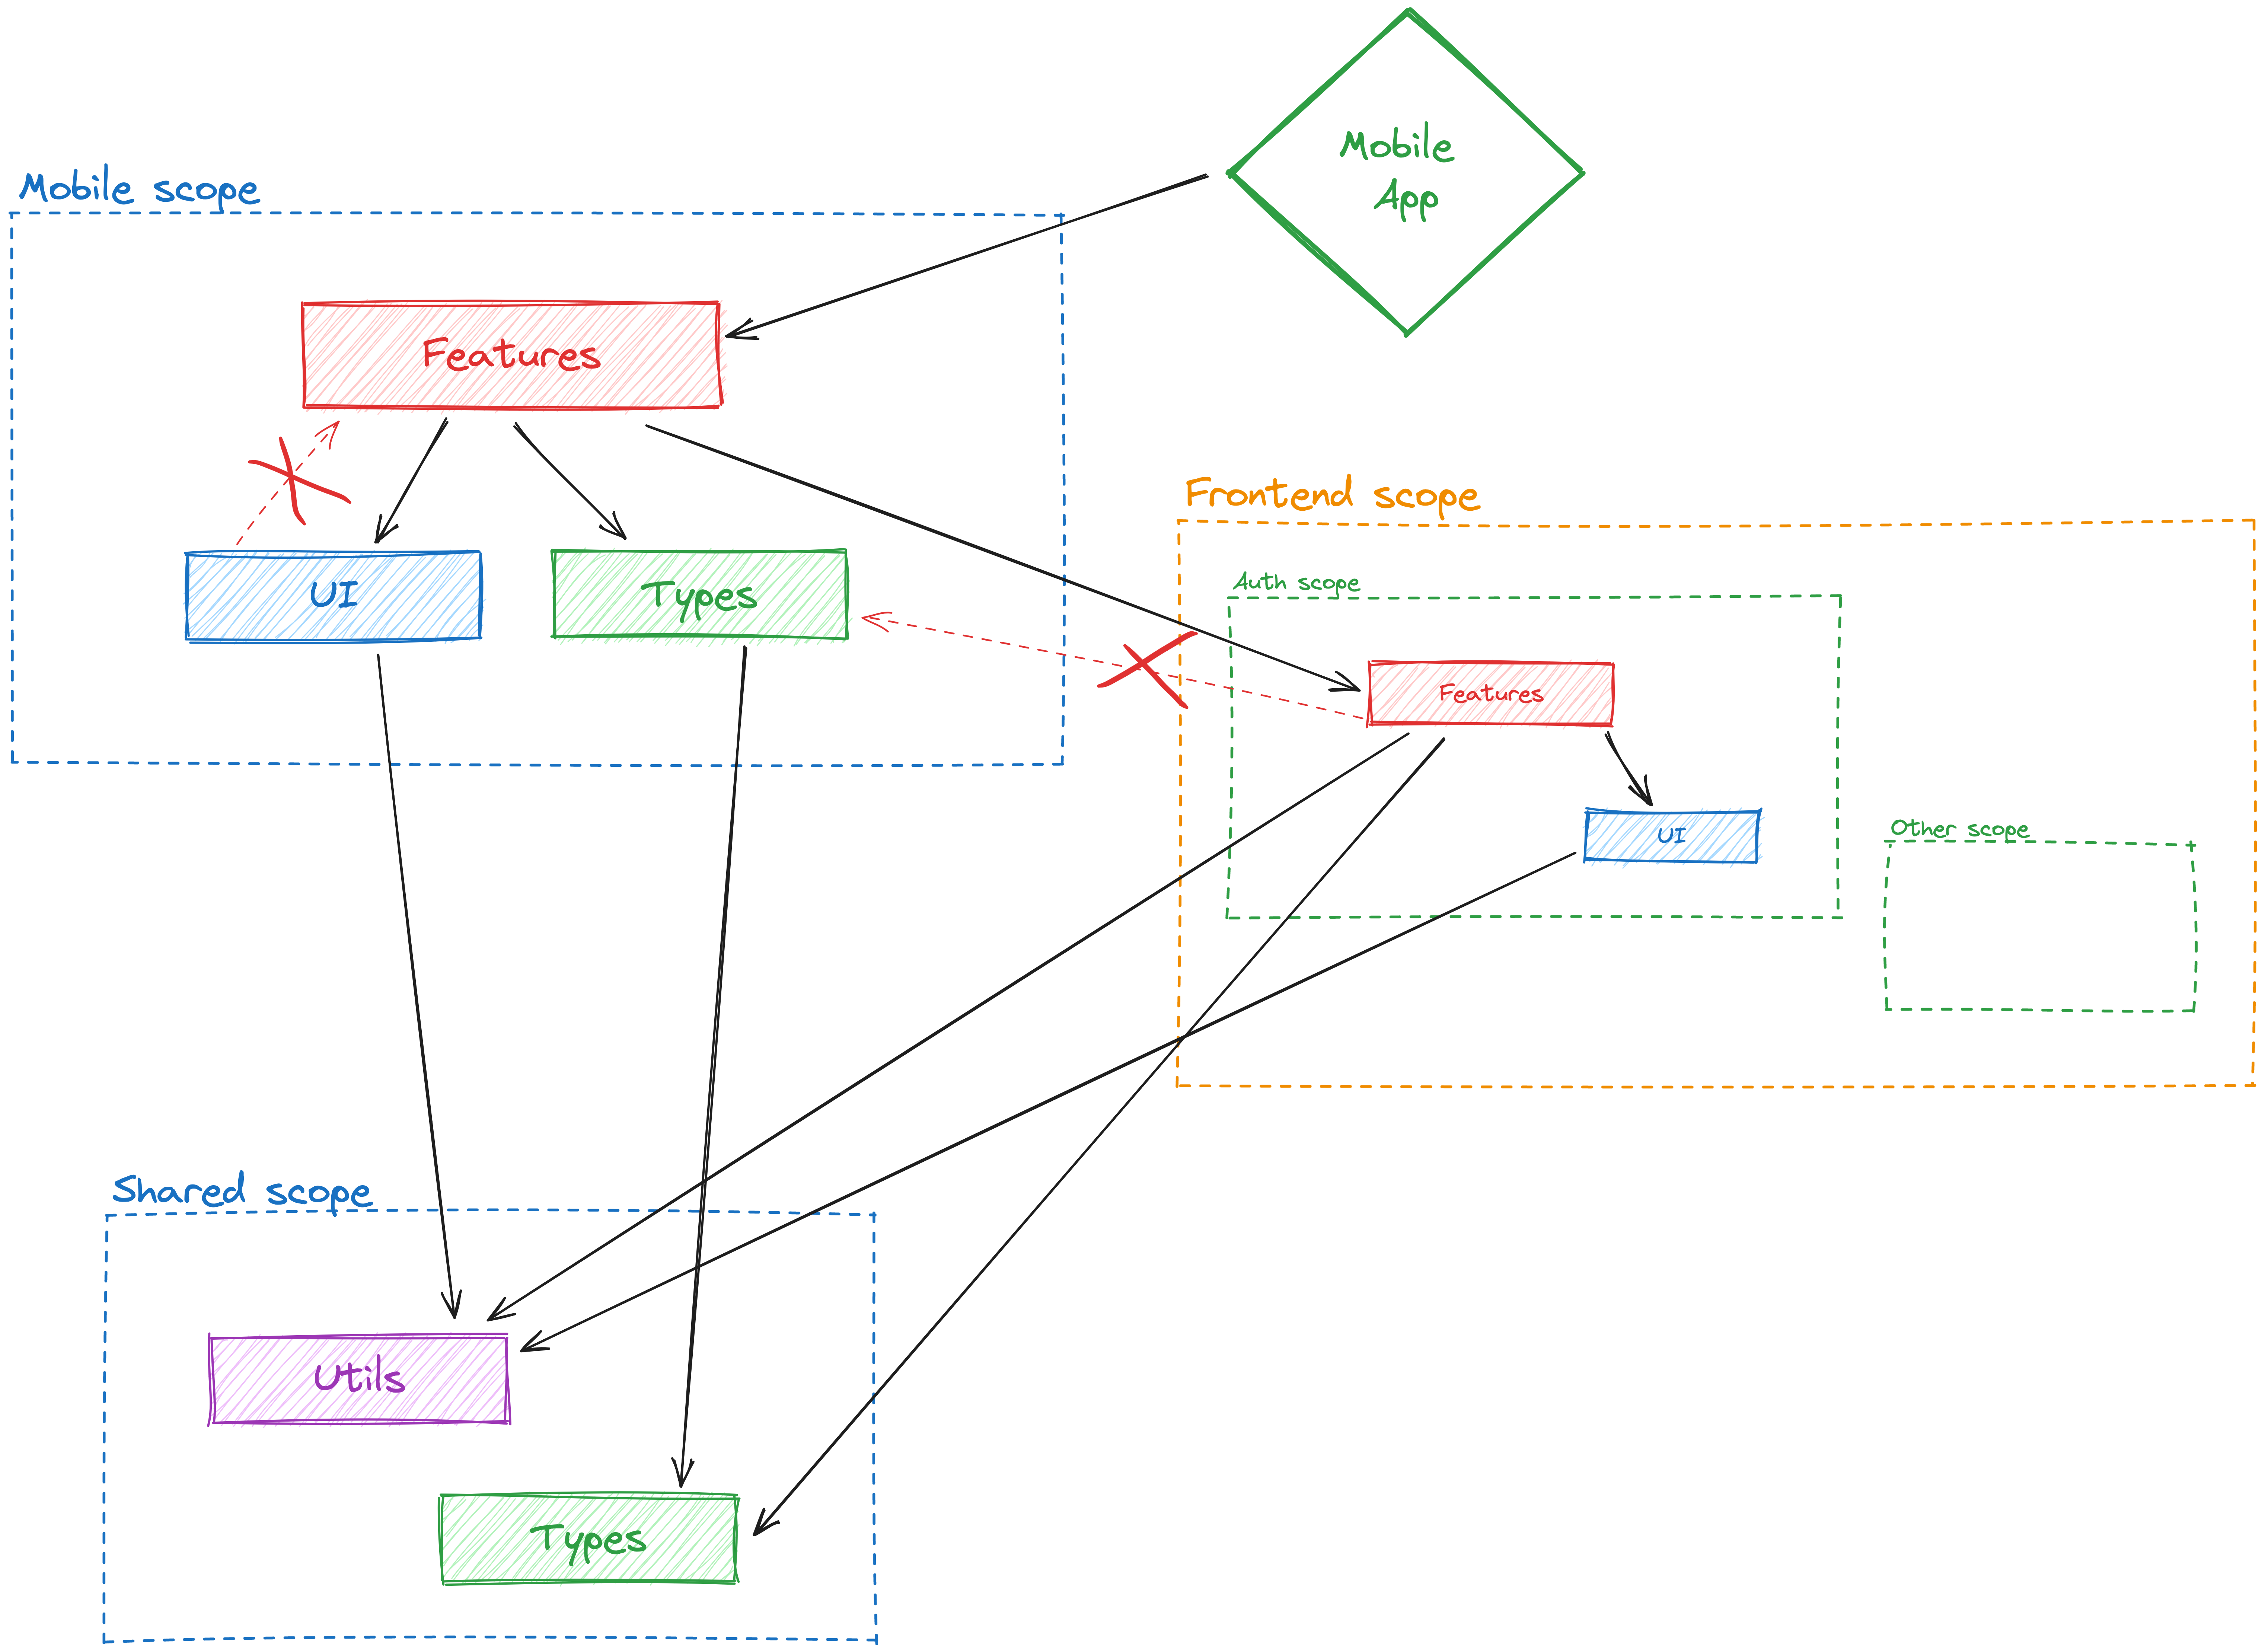 Mobile
App
Mobile scope
Features
UI
Types
Frontend scope
Auth scope
Features
UI
Other scope
Shared scope
Utils
Types